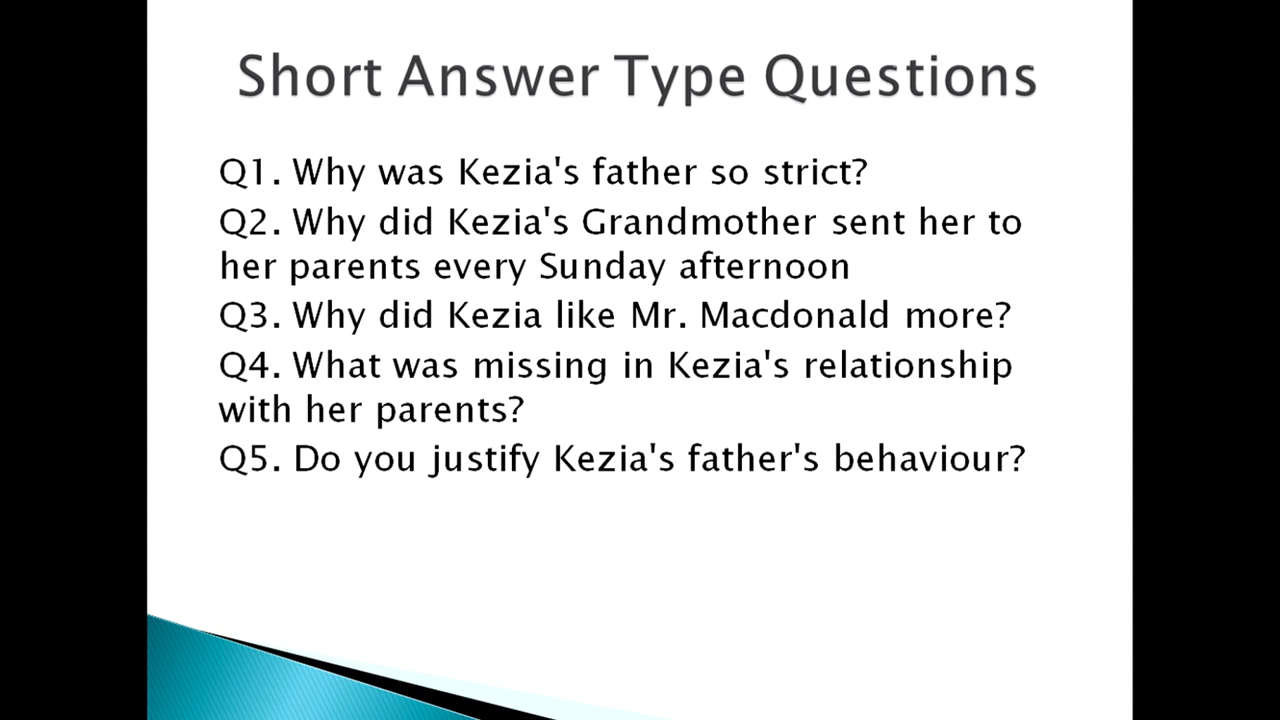 Short Answer Type Questions
Q1. Why was Kezia's father so strict?
Q2. Why did Kezia's Grandmother sent her to
her parents every Sunday afternoon
Q3. Why did Kezia like Mr. Macdonald more?
Q4. What was missing in Kezia's relationship
with her parents?
Q5. Do you justify Kezia's father's behaviour?